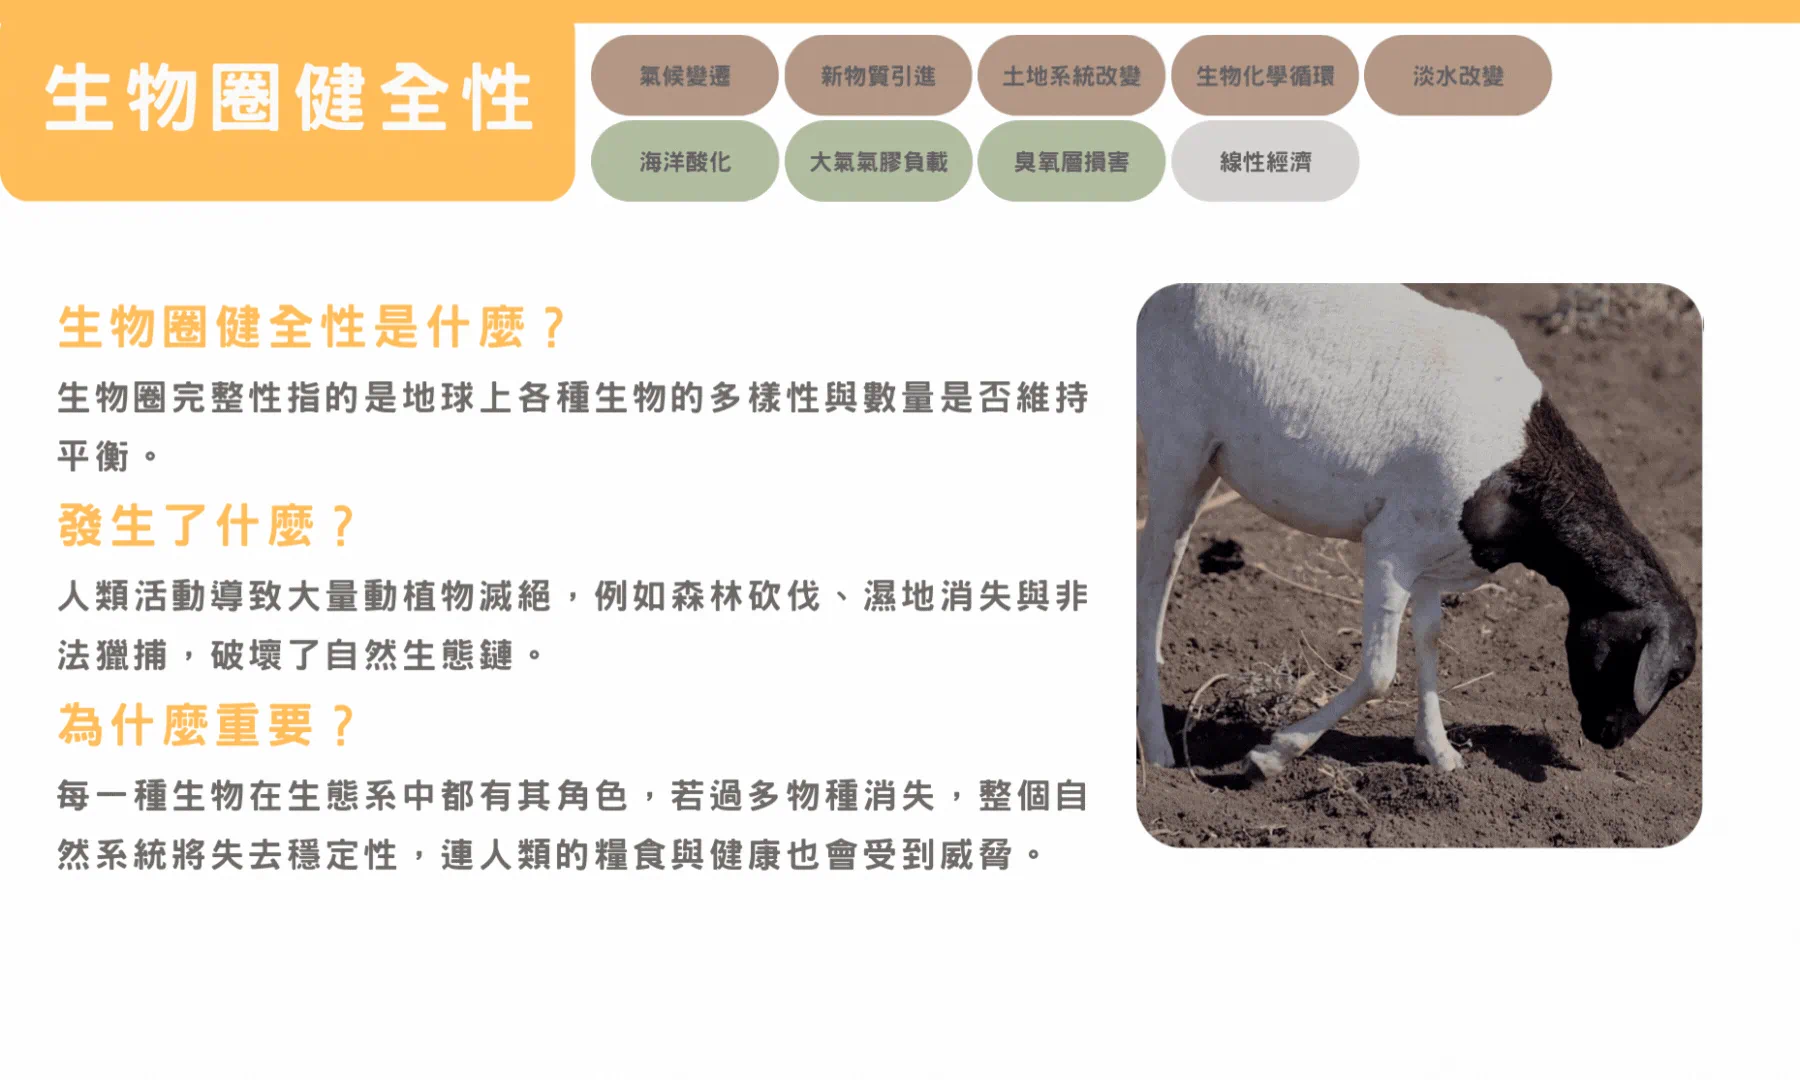 生物圈健全性
氣候變遷
新物質引進
土地系統改變
生物化學循環
淡水改變
海洋酸化
大氣氣膠負載
臭氧層損害
線性經濟
生物圈健全性是什麼？
生物圈完整性指的是地球上各種生物的多樣性與數量是否維持
平衡。
發生了什麼？
人類活動導致大量動植物滅絕，例如森林砍伐、濕地消失與非
法獵捕，破壞了自然生態鏈。
為什麼重要？
每一種生物在生態系中都有其角色，若過多物種消失，整個自
然系統將失去穩定性，連人類的糧食與健康也會受到威脅。